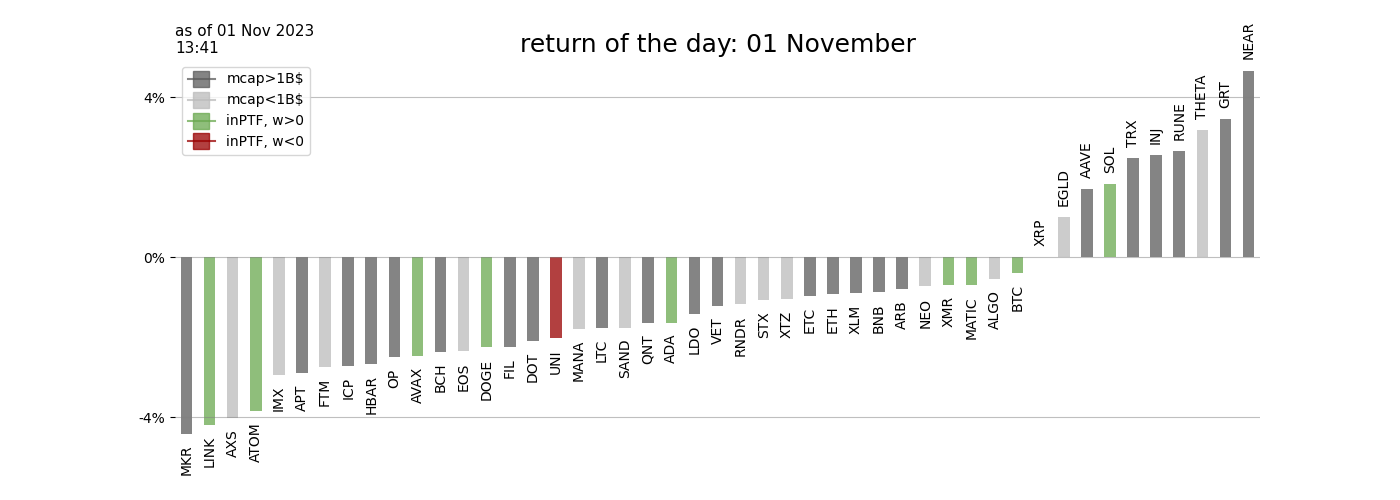 as of 01 Nov 2023
13:41
return of the day: 01 November
mcap>1B$
mcap<1B$
inPTF, w>0
inPTF, w<0
4%
0%
-4%
MKR
LINK
AXS
ATOM
IMX
APT
FTM
ICP
HBAR
OP
AVAX
BCH
EOS
DOGE
FIL
DOT
UNI
MANA
LTC
SAND
QNT
ADA
LDO
VET
RNDR
STX
XTZ
ETC
ETH
XLM
BNB
ARB
NEO
XMR
MATIC
ALGO
BTC
XRP
EGLD
AAVE
SOL
TRX
INJ
RUNE
THETA
GRT
NEAR